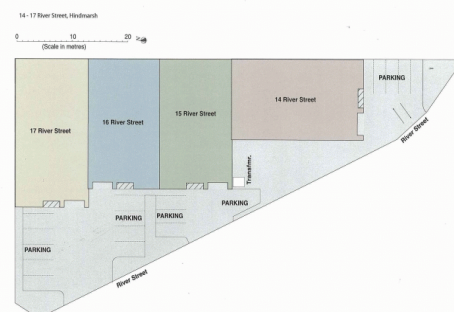 14 - 17 River Street, Hindmarsh
0 10 20
(Scale in metres)
PARKING
14 River Street
15 River Street
16 River Street
17 River Street
River Street
Transfmr.
PARKING
PARKING
PARKING
PARKING
River Street